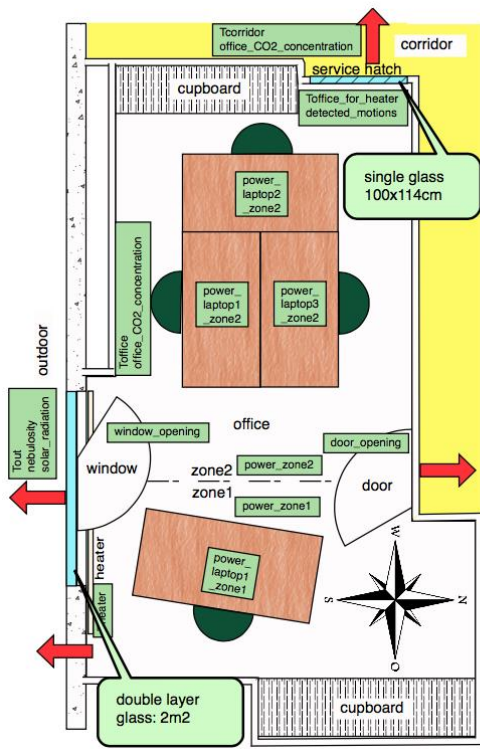 Tcorridor
office_CO2_concentration
corridor
service hatch
cupboard
Toffice_for_heater
detected_motions
single glass
100x114cm
power_
laptop2
_zone2
power_
laptop1
_zone2
power_
laptop3
_zone2
Toffice
office_CO2_concentration
outdoor
Tout
nebulosity
solar_radiation
window_opening
office
door_opening
window
zone2
power_zone2
door
zone1
power_zone1
power_
laptop1
_zone1
heater
heater
W
S
N
O
double layer
glass: 2m2
cupboard